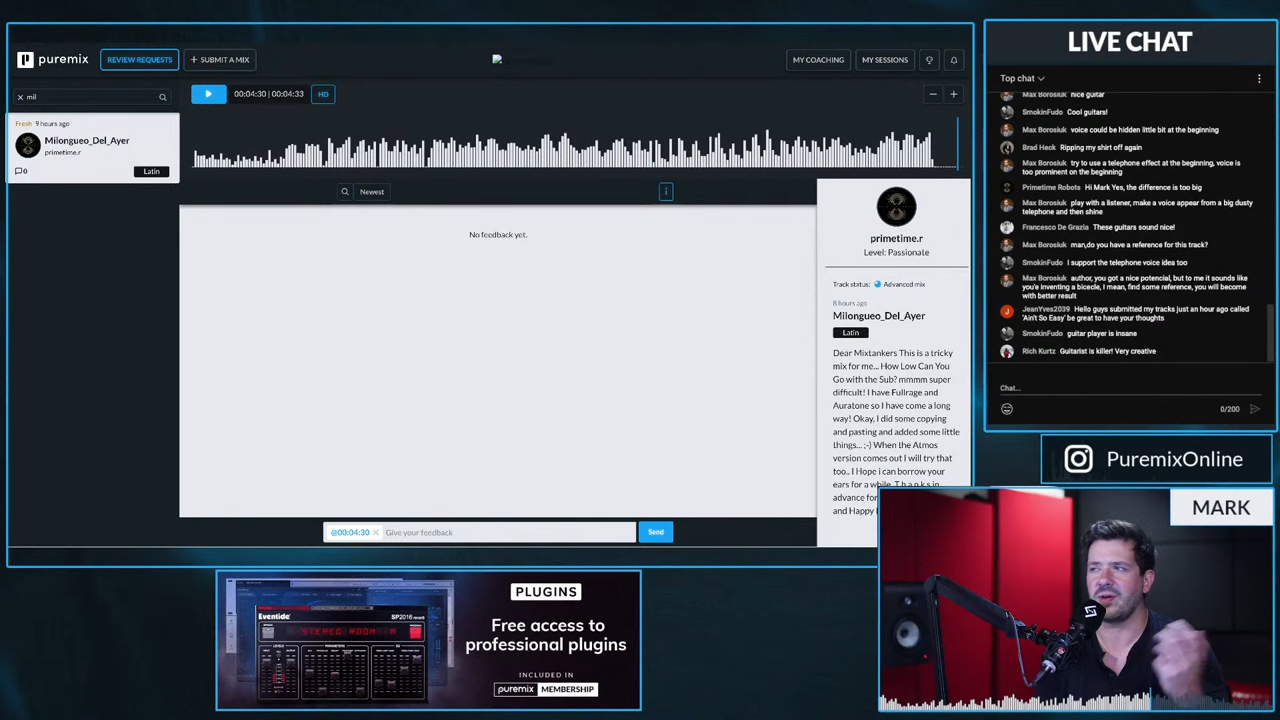 puremix
REVIEW REQUESTS
+ SUBMIT A MIX
MY COACHING
MY SESSIONS
mil
00:04:30 | 00:04:33
HD
Fresh 9 hours ago
Milongueo_Del_Ayer
primetime.r
0
Latin
Newest
i
No feedback yet.
primetime.r
Level: Passionate
Track status: Advanced mix
8 hours ago
Milongueo_Del_Ayer
Latin
Dear Mixtankers This is a tricky
mix for me... How Low Can You
Go with the Sub? mmmm super
difficult! I have Fullrage and
Auratone so I have come a long
way! Okay, I did some copying
and pasting and added some little
things... ;-) When the Atmos
version comes out I will try that
too.. I Hope i can borrow your
ears for a while. T h a n k s in
advance for
and Happy
@00:04:30 ×
Give your feedback
Send
LIVE CHAT
Top chat
Max Borosiuk nice guitar
SmokinFudo Cool guitars!
Max Borosiuk voice could be hidden little bit at the beginning
Brad Heck Ripping my shirt off again
Max Borosiuk try to use a telephone effect at the beginning, voice is
too prominent on the beginning
Primetime Robots Hi Mark Yes, the difference is too big
Max Borosiuk play with a listener, make a voice appear from a big dusty
telephone and then shine
Francesco De Grazia These guitars sound nice!
Max Borosiuk man,do you have a reference for this track?
SmokinFudo I support the telephone voice idea too
Max Borosiuk author, you got a nice potencial, but to me it sounds like
you'e inventing a bicecle, I mean, find some reference, you will become
with better result
J
JeanYves2039 Hello guys submitted my tracks just an hour ago called
'Ain't So Easy' be great to have your thoughts
SmokinFudo guitar player is insane
Rich Kurtz Guitarist is killer! Very creative
Chat...
0/200
PuremixOnline
MARK
Eventide
SP2016
reverb
STEREO ROOM
PLUGINS
Free access to
professional plugins
INCLUDED IN
puremix MEMBERSHIP